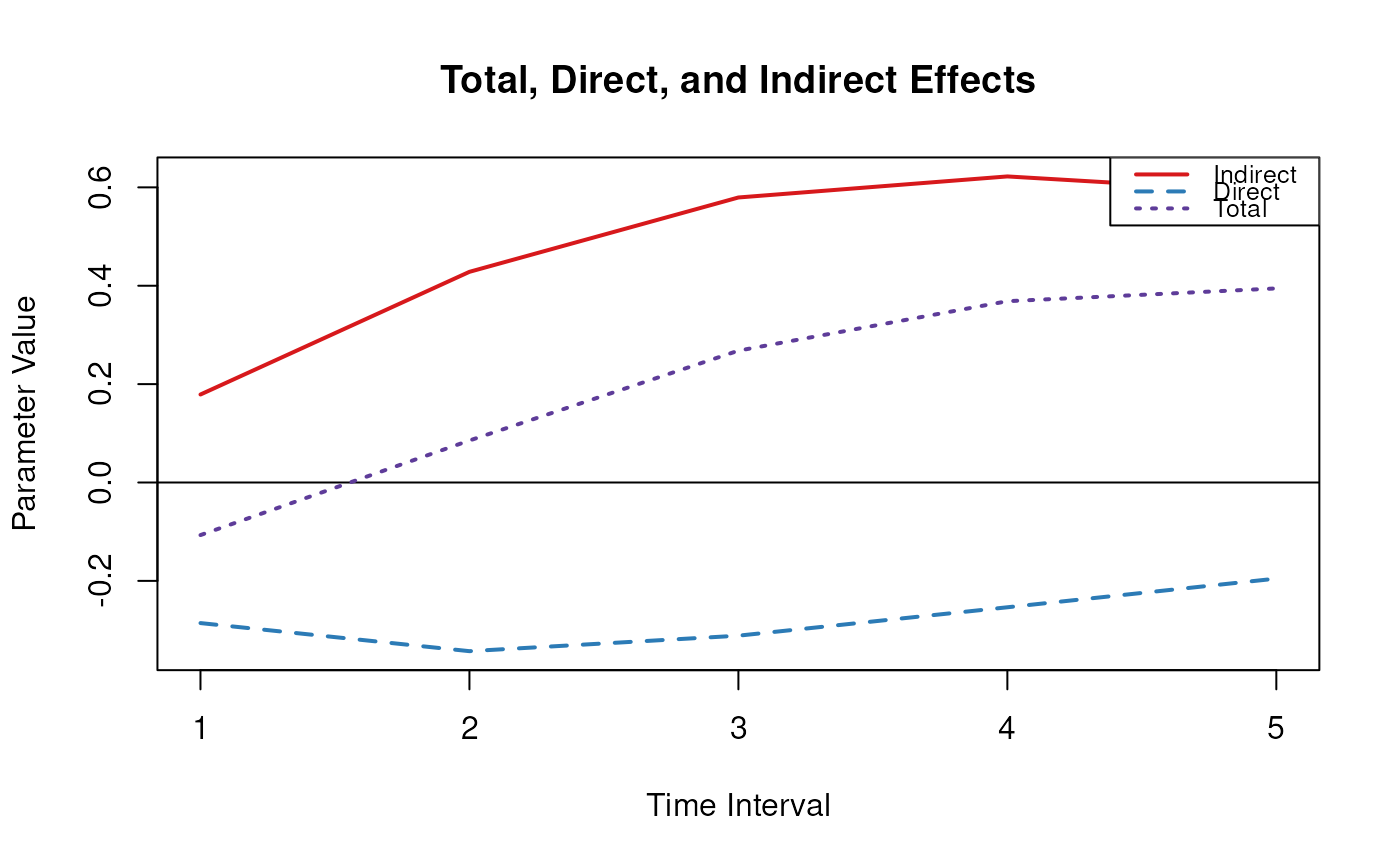 Total, Direct, and Indirect Effects
Indirect
Direct
Total
Parameter Value
0.6
0.4
0.2
0.0
-0.2
1 2 3 4 5
Time Interval